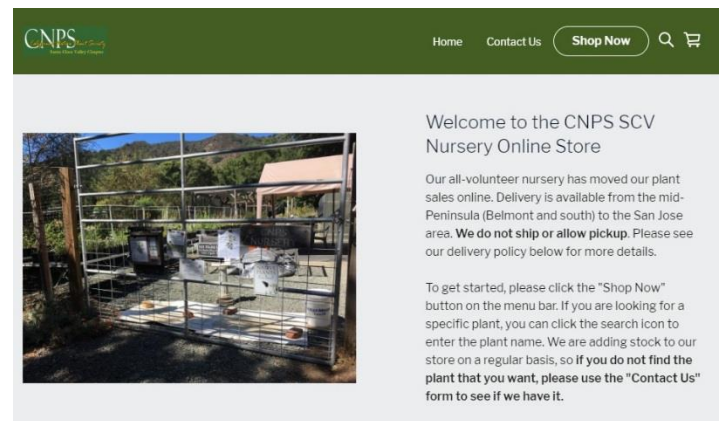 CNPS
Home
Contact Us
Shop Now
Welcome to the CNPS SCV
Nursery Online Store
Our all-volunteer nursery has moved our plant
sales online. Delivery is available from the mid-
Peninsula (Belmont and south) to the San Jose
area. We do not ship or allow pickup. Please see
our delivery policy below for more details.
To get started, please click the "Shop Now"
button on the menu bar. If you are looking for a
specific plant, you can click the search icon to
enter the plant name. We are adding stock to our
store on a regular basis, so if you do not find the
plant that you want, please use the "Contact Us"
form to see if we have it.
CNPS
NURSERY